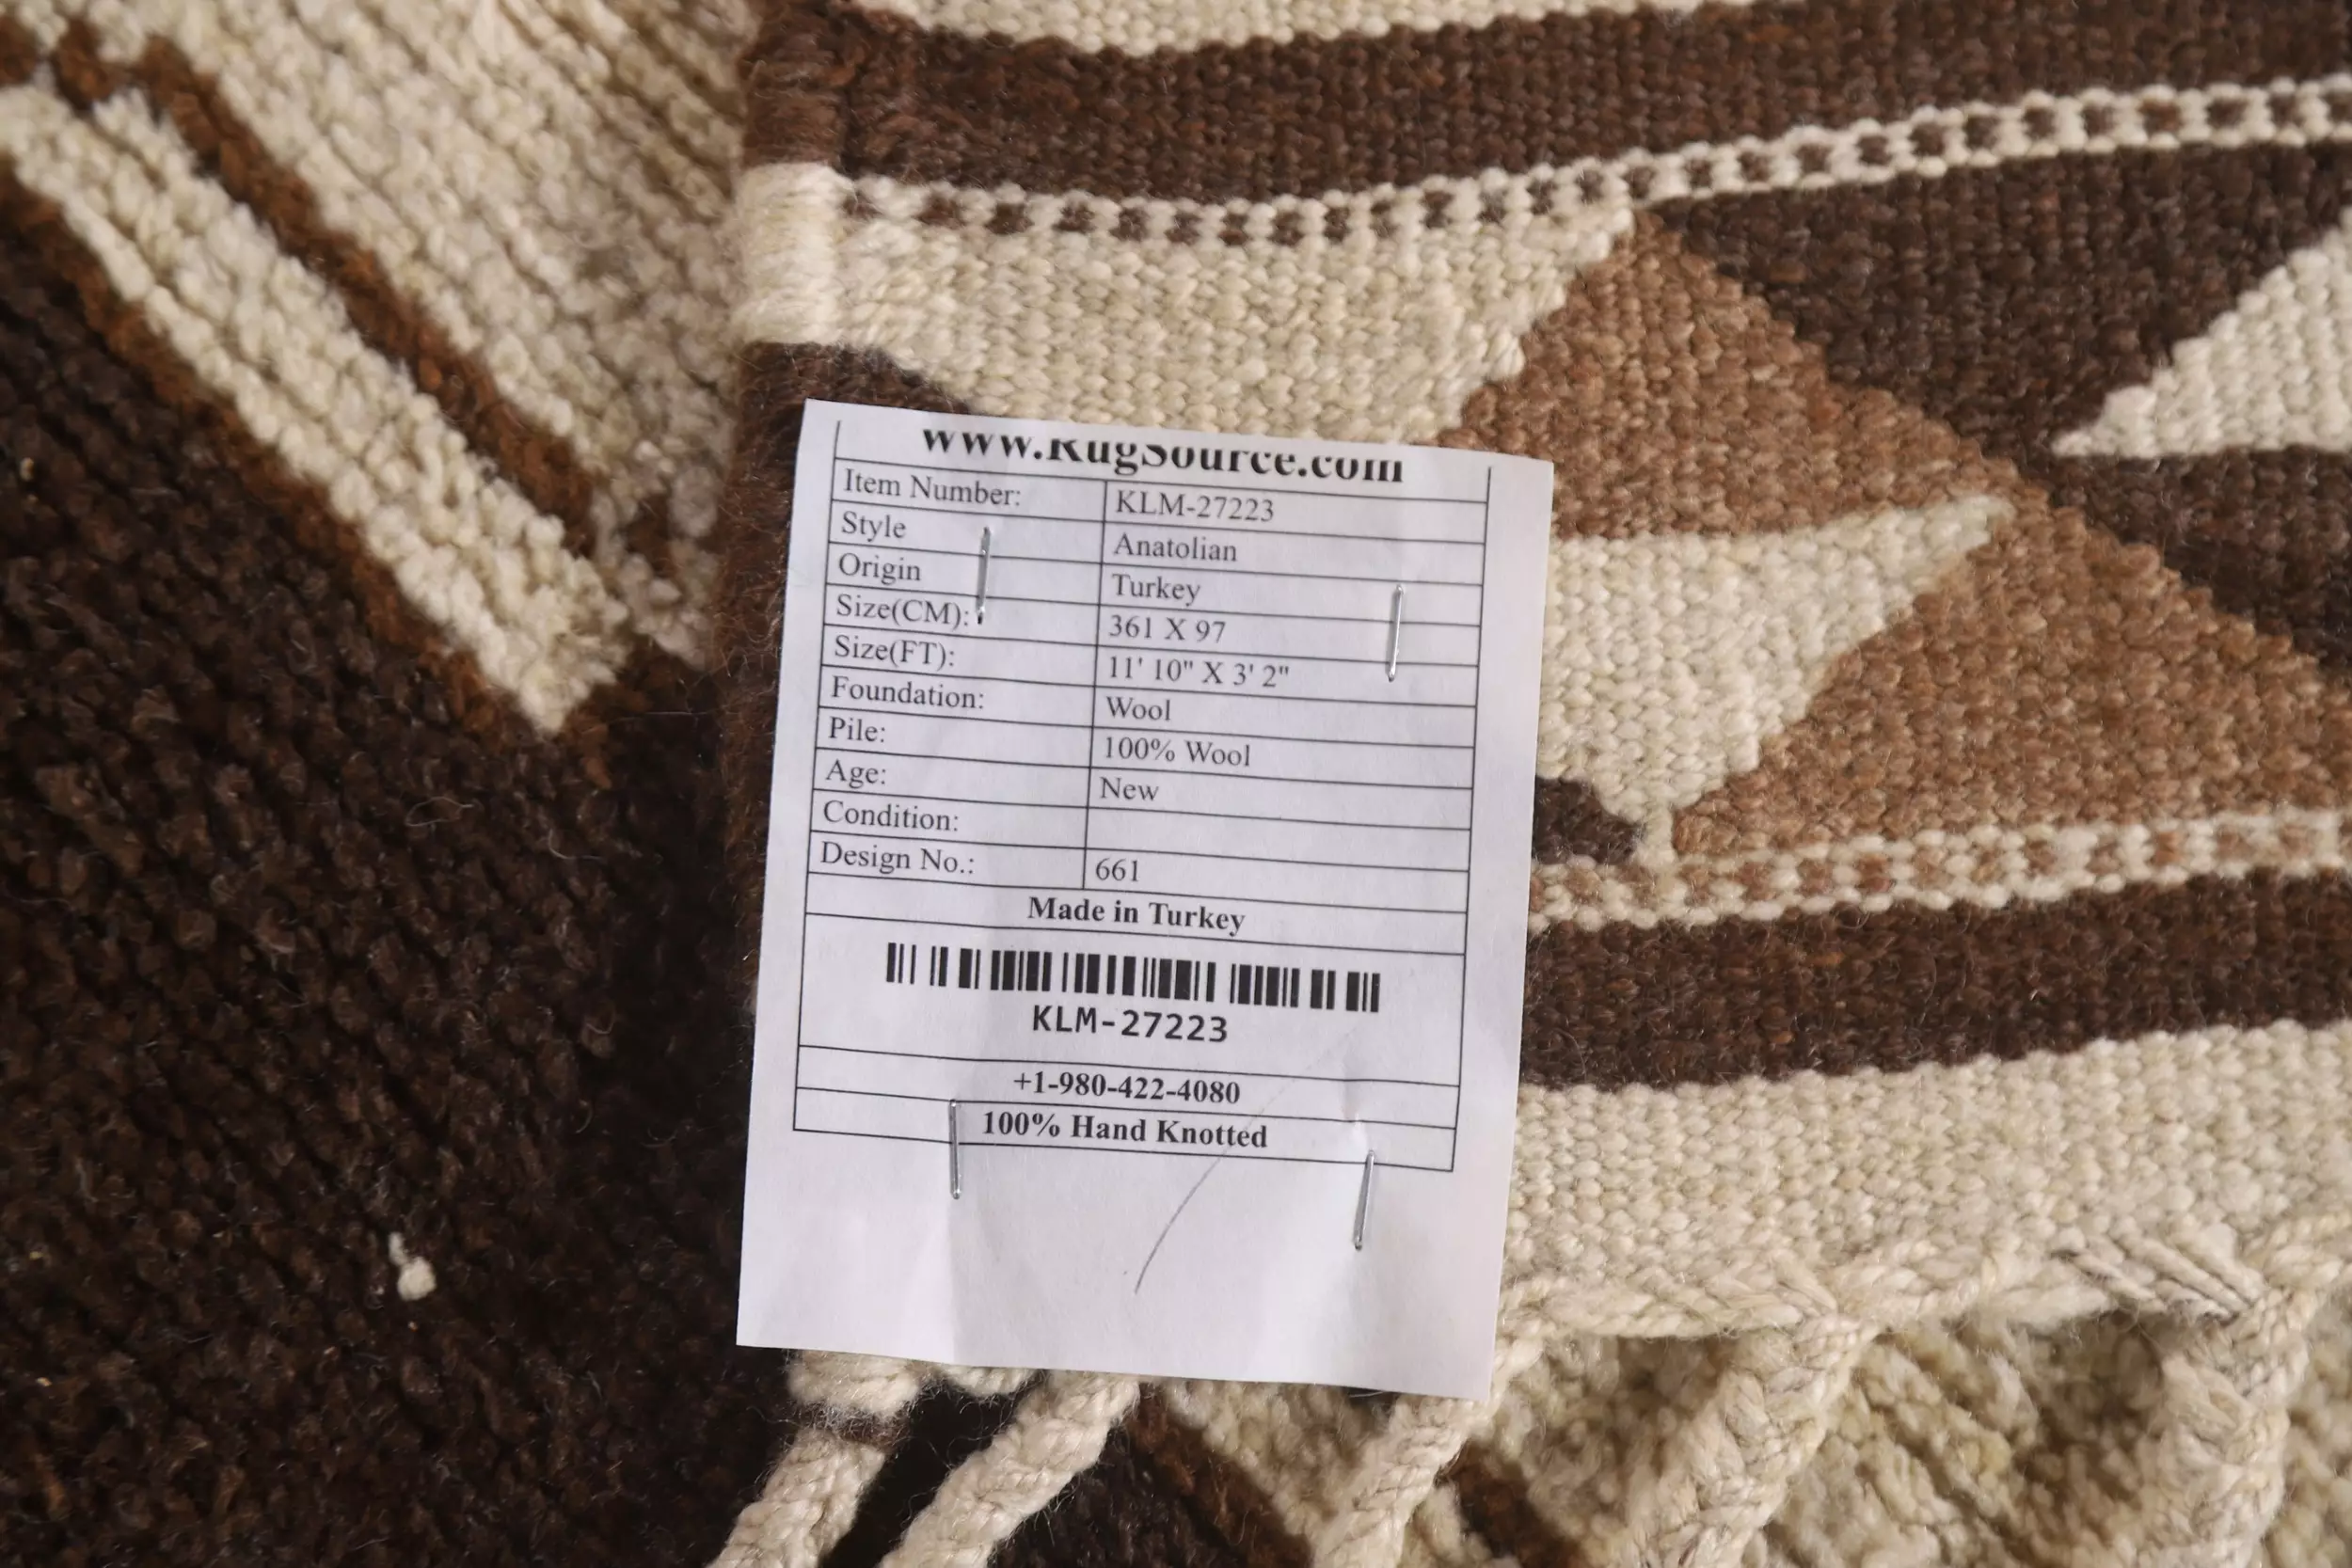 www.RugSource.com
Item Number: KLM-27223
Style Anatolian
Origin Turkey
Size(CM): 361 X 97
Size(FT): 11' 10" X 3' 2"
Foundation: Wool
Pile: 100% Wool
Age: New
Condition:
Design No.: 661
Made in Turkey
KLM-27223
+1-980-422-4080
100% Hand Knotted